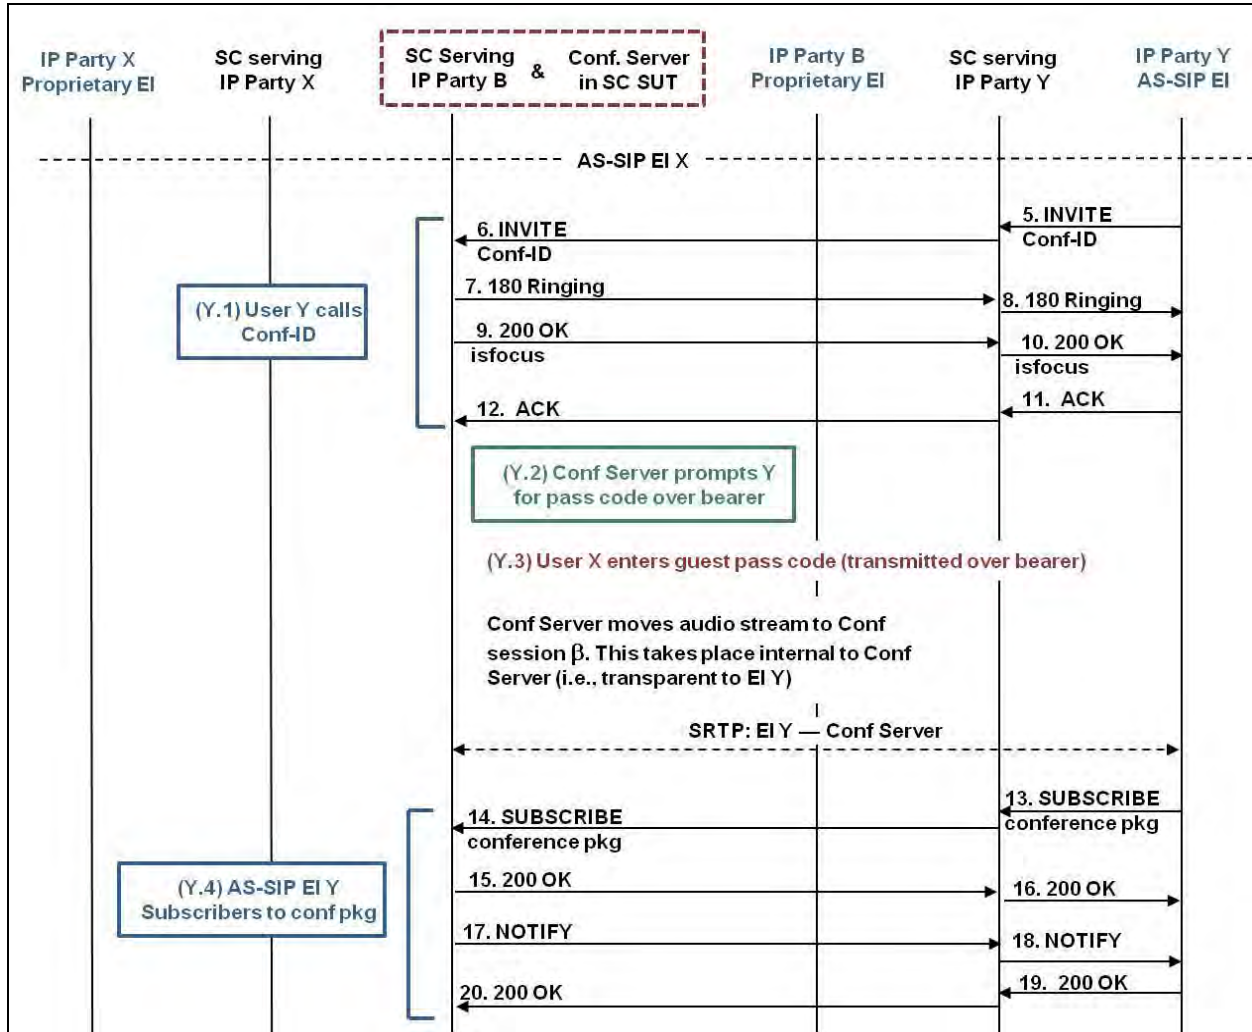 IP Party X
Proprietary EI
SC serving
IP Party X
SC Serving
IP Party B
&
Conf. Server
in SC SUT
IP Party B
Proprietary EI
SC serving
IP Party Y
IP Party Y
AS-SIP EI
AS-SIP EI X
5. INVITE
Conf-ID
6. INVITE
Conf-ID
7. 180 Ringing
8. 180 Ringing
(Y.1) User Y calls
Conf-ID
9. 200 OK
isfocus
10. 200 OK
isfocus
11. ACK
12. ACK
(Y.2) Conf Server prompts Y
for pass code over bearer
(Y.3) User X enters guest pass code (transmitted over bearer)
Conf Server moves audio stream to Conf
session β. This takes place internal to Conf
Server (i.e., transparent to EI Y)
SRTP: EI Y — Conf Server
13. SUBSCRIBE
conference pkg
14. SUBSCRIBE
conference pkg
(Y.4) AS-SIP EI Y
Subscribers to conf pkg
15. 200 OK
16. 200 OK
17. NOTIFY
18. NOTIFY
19. 200 OK
20. 200 OK